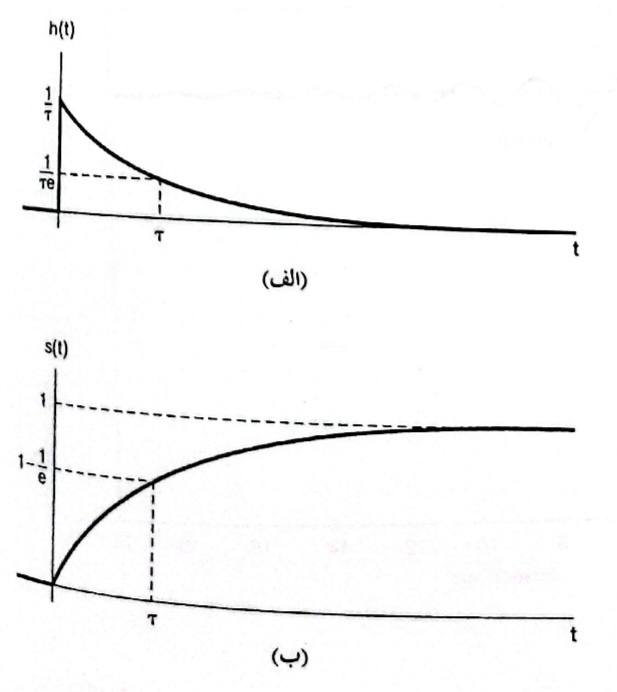 h(t)
1/τ
1/τe
τ
t
(الف)
s(t)
1
1-1/e
τ
t
(ب)